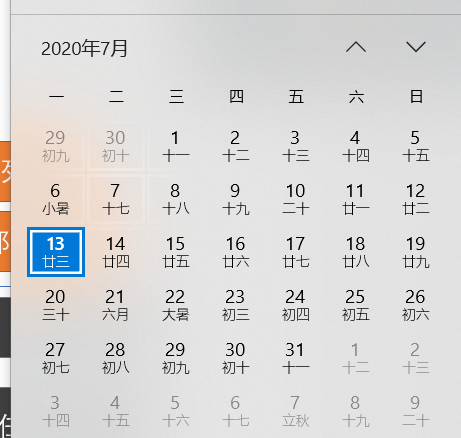 2020年7月
一 二 三 四 五 六 日
29 30 1 2 3 4 5
初九 初十 十一 十二 十三 十四 十五
6 7 8 9 10 11 12
小暑 十七 十八 十九 二十 廿一 廿二
13 14 15 16 17 18 19
廿三 廿四 廿五 廿六 廿七 廿八 廿九
20 21 22 23 24 25 26
三十 六月 大暑 初三 初四 初五 初六
27 28 29 30 31 1 2
初七 初八 初九 初十 十一 十二 十三
3 4 5 6 7 8 9
十四 十五 十六 十七 立秋 十九 二十